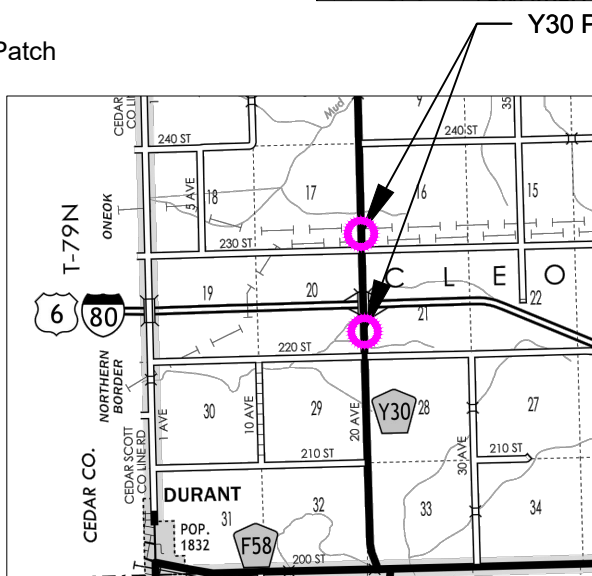 Y30 P
Patch
CEDAR
CO LI
1
9
35
Mud
240 ST
240 ST
5 AVE
18
17
16
15
ONEOK
T-79N
230 ST
C L E O
19
20
21
22
6
80
220 ST
NORTHERN
BORDER
1 AVE
30
10 AVE
29
20 AVE
Y30
28
27
30 AVE
210 ST
210 ST
CEDAR CO.
CEDAR SCOTT
CO LINE RD
DURANT
POP.
1832
31
32
33
34
F58
200 ST